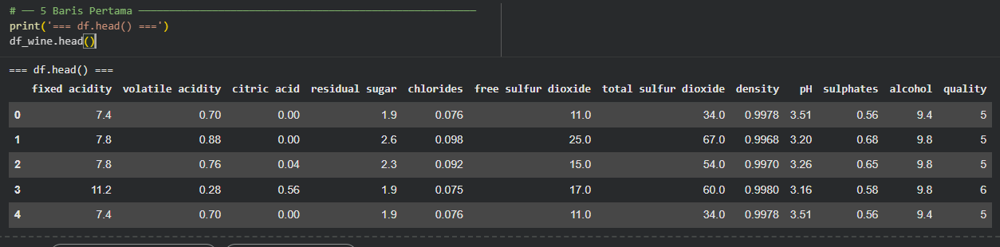 # — 5 Baris Pertama ——————————————————————————
print('=== df.head() ===')
df_wine.head()
=== df.head() ===
fixed acidity volatile acidity citric acid residual sugar chlorides free sulfur dioxide total sulfur dioxide density pH sulphates alcohol quality
0 7.4 0.70 0.00 1.9 0.076 11.0 34.0 0.9978 3.51 0.56 9.4 5
1 7.8 0.88 0.00 2.6 0.098 25.0 67.0 0.9968 3.20 0.68 9.8 5
2 7.8 0.76 0.04 2.3 0.092 15.0 54.0 0.9970 3.26 0.65 9.8 5
3 11.2 0.28 0.56 1.9 0.075 17.0 60.0 0.9980 3.16 0.58 9.8 6
4 7.4 0.70 0.00 1.9 0.076 11.0 34.0 0.9978 3.51 0.56 9.4 5